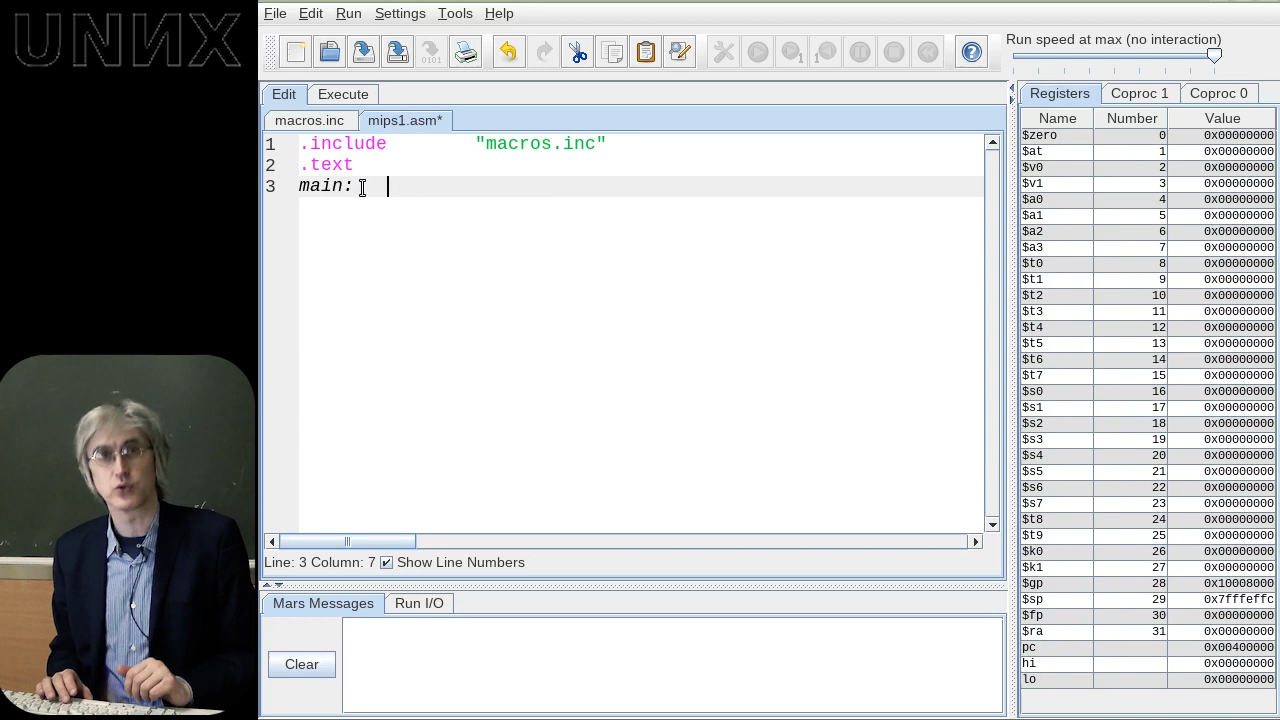 UNИX
File Edit Run Settings Tools Help
Run speed at max (no interaction)
Edit Execute
macros.inc mips1.asm*
1 .include "macros.inc"
2 .text
3 main:
Line: 3 Column: 7 Show Line Numbers
Mars Messages Run I/O
Clear
Registers Coproc 1 Coproc 0
Name Number Value
$zero 0 0x00000000
$at 1 0x00000000
$v0 2 0x00000000
$v1 3 0x00000000
$a0 4 0x00000000
$a1 5 0x00000000
$a2 6 0x00000000
$a3 7 0x00000000
$t0 8 0x00000000
$t1 9 0x00000000
$t2 10 0x00000000
$t3 11 0x00000000
$t4 12 0x00000000
$t5 13 0x00000000
$t6 14 0x00000000
$t7 15 0x00000000
$s0 16 0x00000000
$s1 17 0x00000000
$s2 18 0x00000000
$s3 19 0x00000000
$s4 20 0x00000000
$s5 21 0x00000000
$s6 22 0x00000000
$s7 23 0x00000000
$t8 24 0x00000000
$t9 25 0x00000000
$k0 26 0x00000000
$k1 27 0x00000000
$gp 28 0x10008000
$sp 29 0x7fffeffc
$fp 30 0x00000000
$ra 31 0x00000000
pc 0x00400000
hi 0x00000000
lo 0x00000000